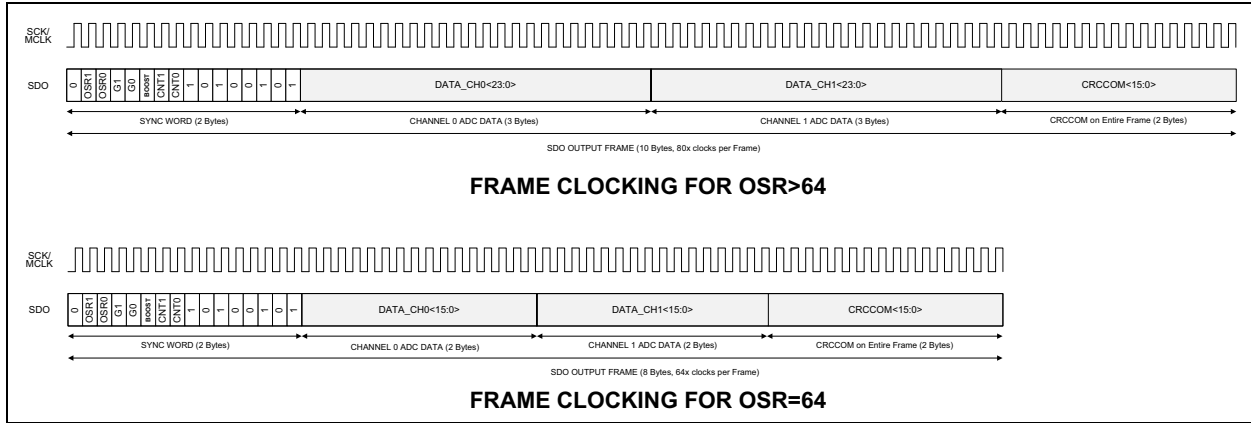 SCK/
MCLK
SDO
0 OSR1 OSR0 G1 G0 BOOST CNT1 CNT0 1 0 1 0 0 1 0 1
DATA_CH0<23:0>
DATA_CH1<23:0>
CRCCOM<15:0>
SYNC WORD (2 Bytes)
CHANNEL 0 ADC DATA (3 Bytes)
CHANNEL 1 ADC DATA (3 Bytes)
CRCCOM on Entire Frame (2 Bytes)
SDO OUTPUT FRAME (10 Bytes, 80x clocks per Frame)
FRAME CLOCKING FOR OSR>64
SCK/
MCLK
SDO
0 OSR1 OSR0 G1 G0 BOOST CNT1 CNT0 1 0 1 0 0 1 0 1
DATA_CH0<15:0>
DATA_CH1<15:0>
CRCCOM<15:0>
SYNC WORD (2 Bytes)
CHANNEL 0 ADC DATA (2 Bytes)
CHANNEL 1 ADC DATA (2 Bytes)
CRCCOM on Entire Frame (2 Bytes)
SDO OUTPUT FRAME (8 Bytes, 64x clocks per Frame)
FRAME CLOCKING FOR OSR=64